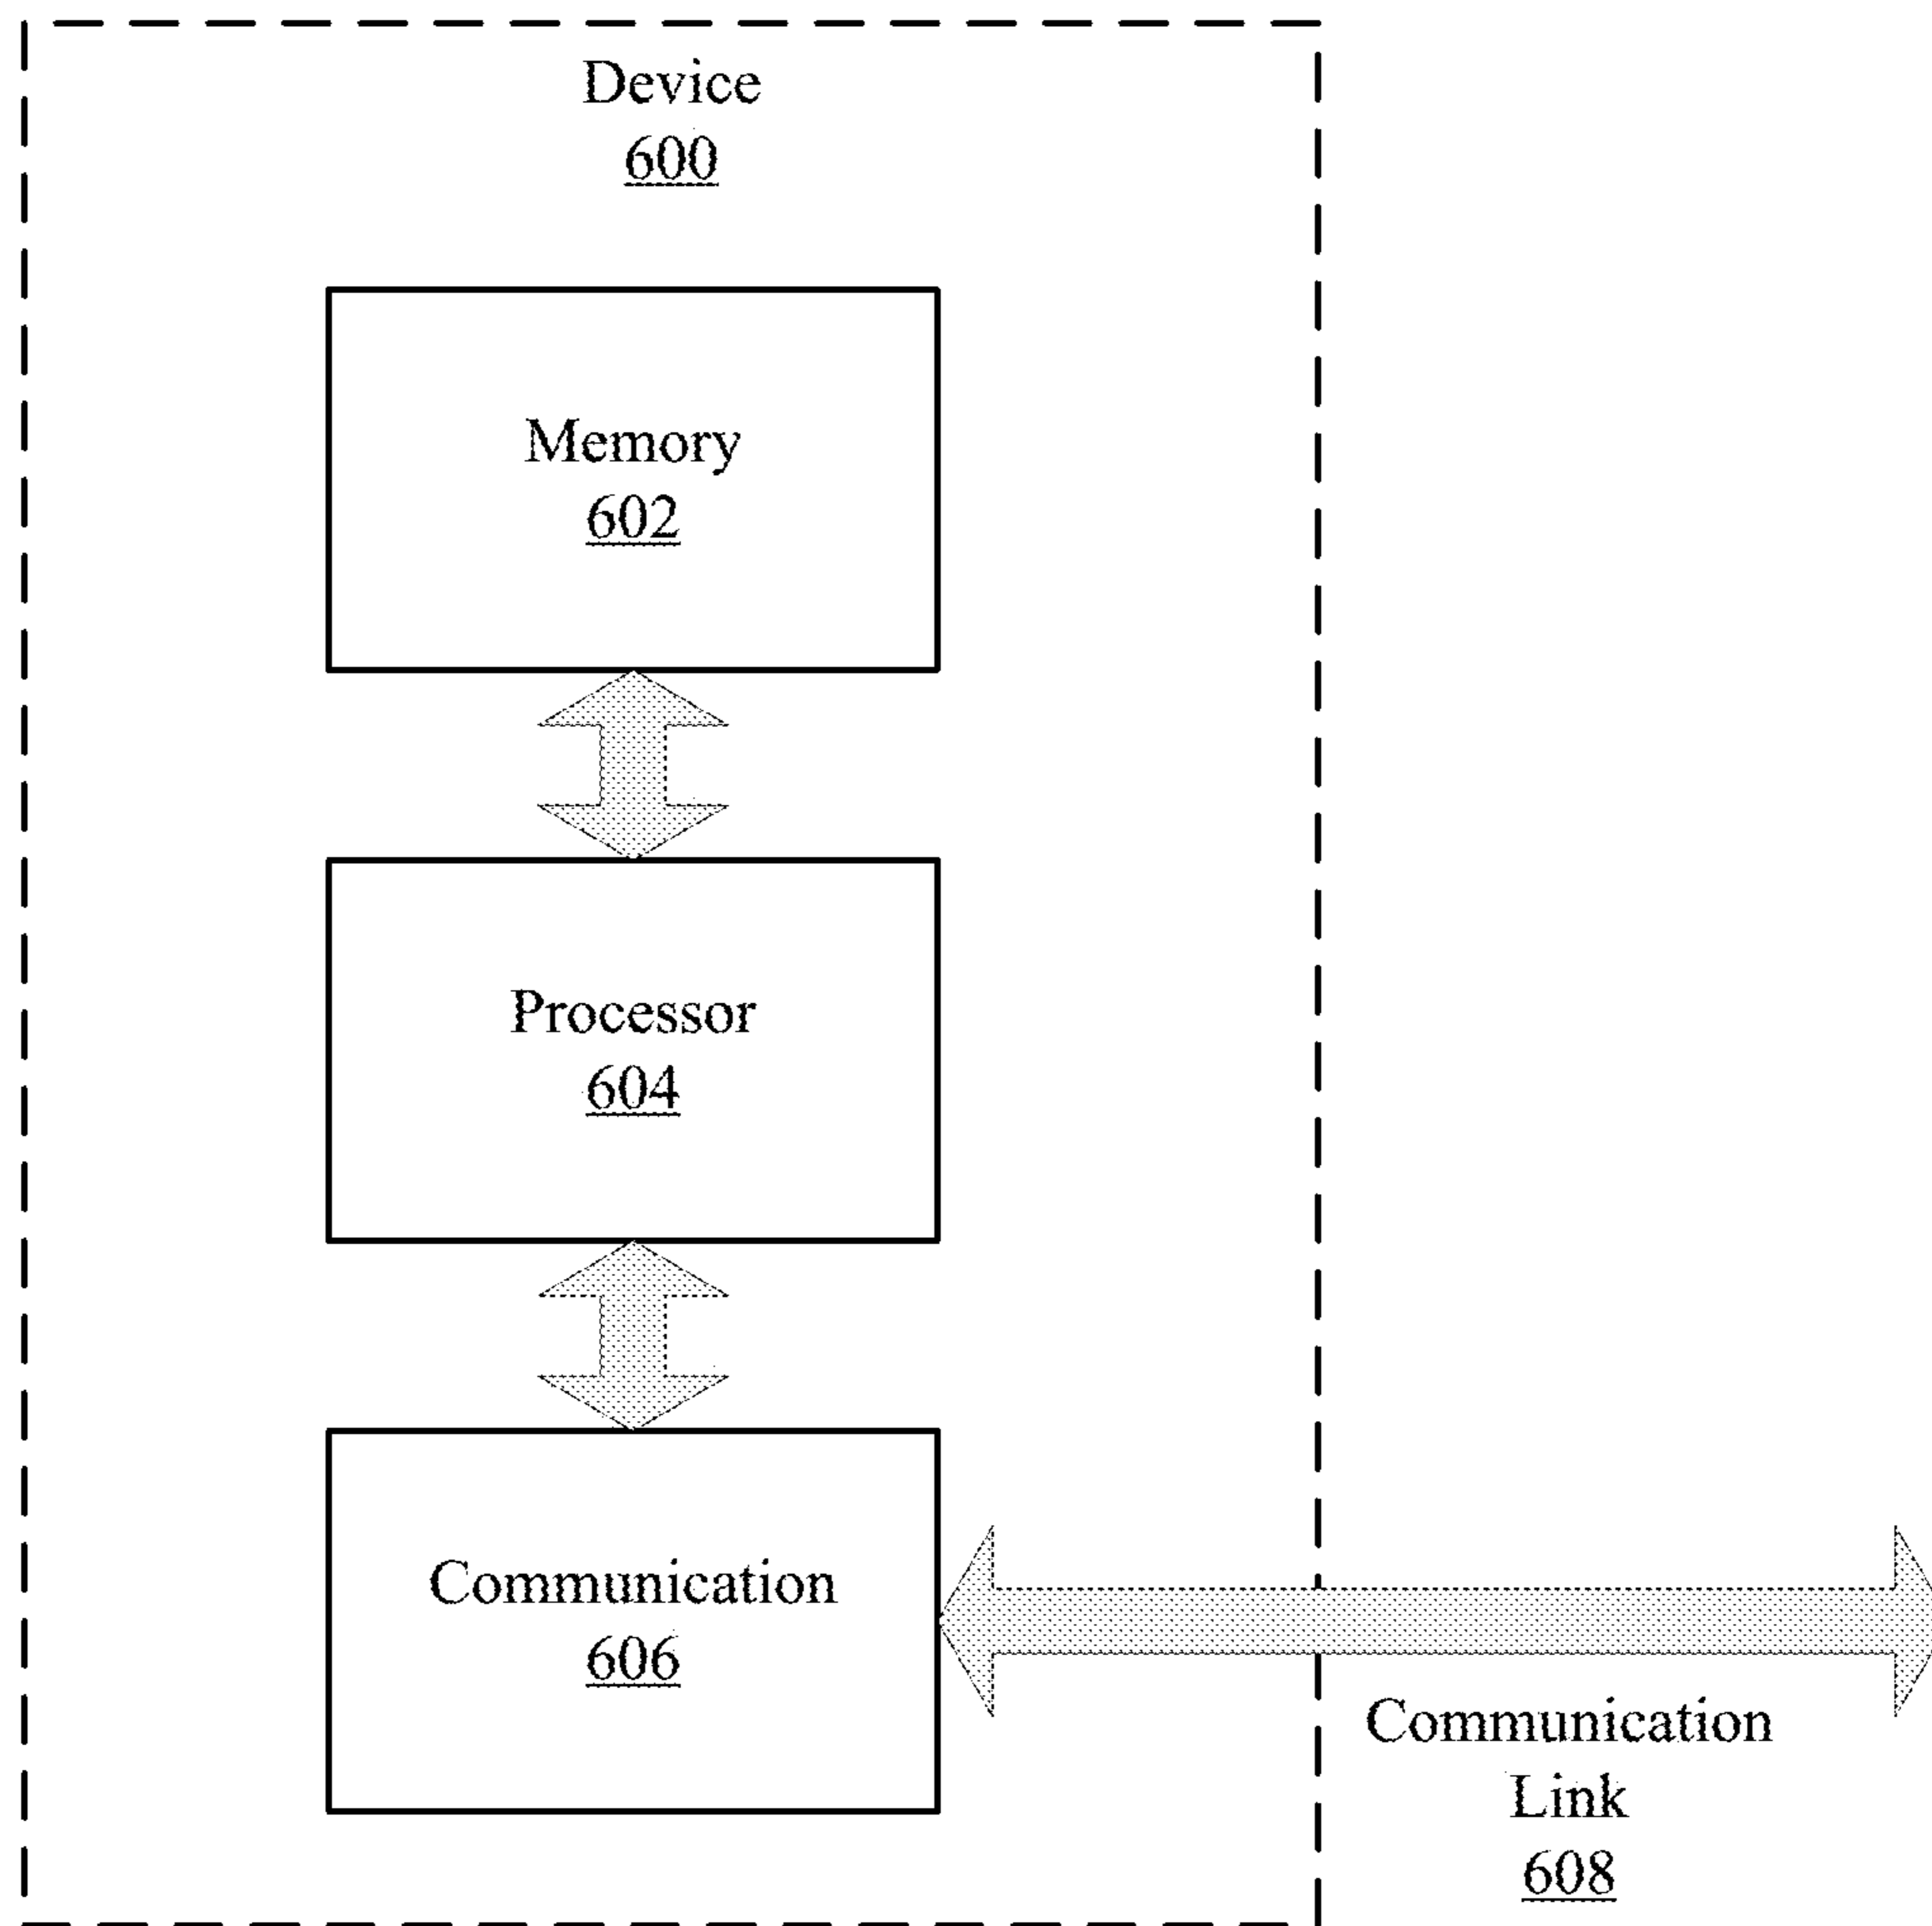 Device
600
Memory
602
Processor
604
Communication
606
Communication
Link
608